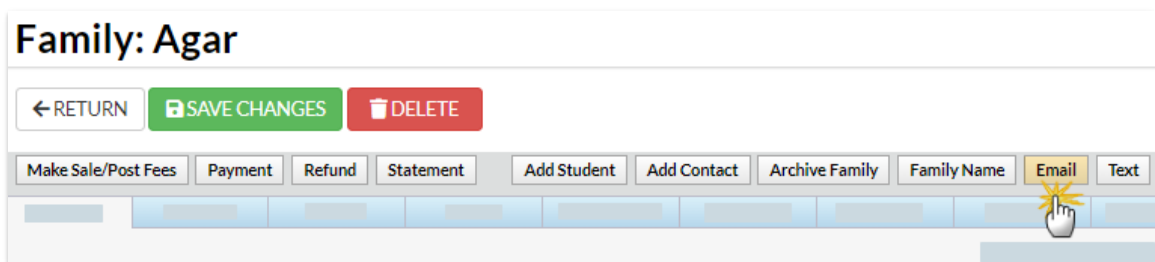 Family: Agar
RETURN SAVE CHANGES DELETE
Make Sale/Post Fees Payment Refund Statement Add Student Add Contact Archive Family Family Name Email Text